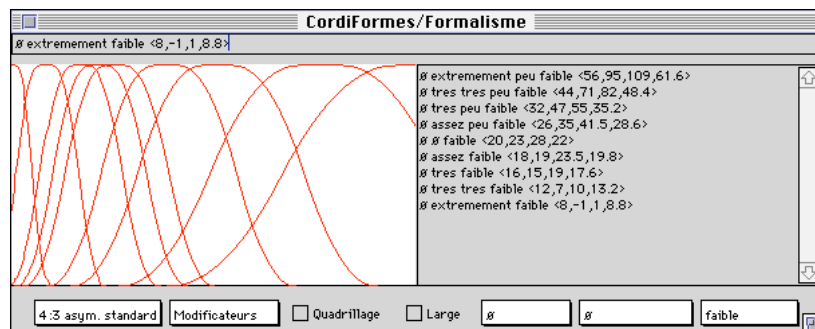 CordiFormes/Formalisme
ø extremement faible <8,-1,1,8.8>
ø extremement peu faible <56,95,109,61.6>
ø tres tres peu faible <44,71,82,48.4>
ø tres peu faible <32,47,55,35.2>
ø assez peu faible <26,35,41.5,28.6>
ø ø faible <20,23,28,22>
ø assez faible <18,19,23.5,19.8>
ø tres faible <16,15,19,17.6>
ø tres tres faible <12,7,10,13.2>
ø extremement faible <8,-1,1,8.8>
4:3 asym. standard Modificateurs Quadrillage Large ø ø faible